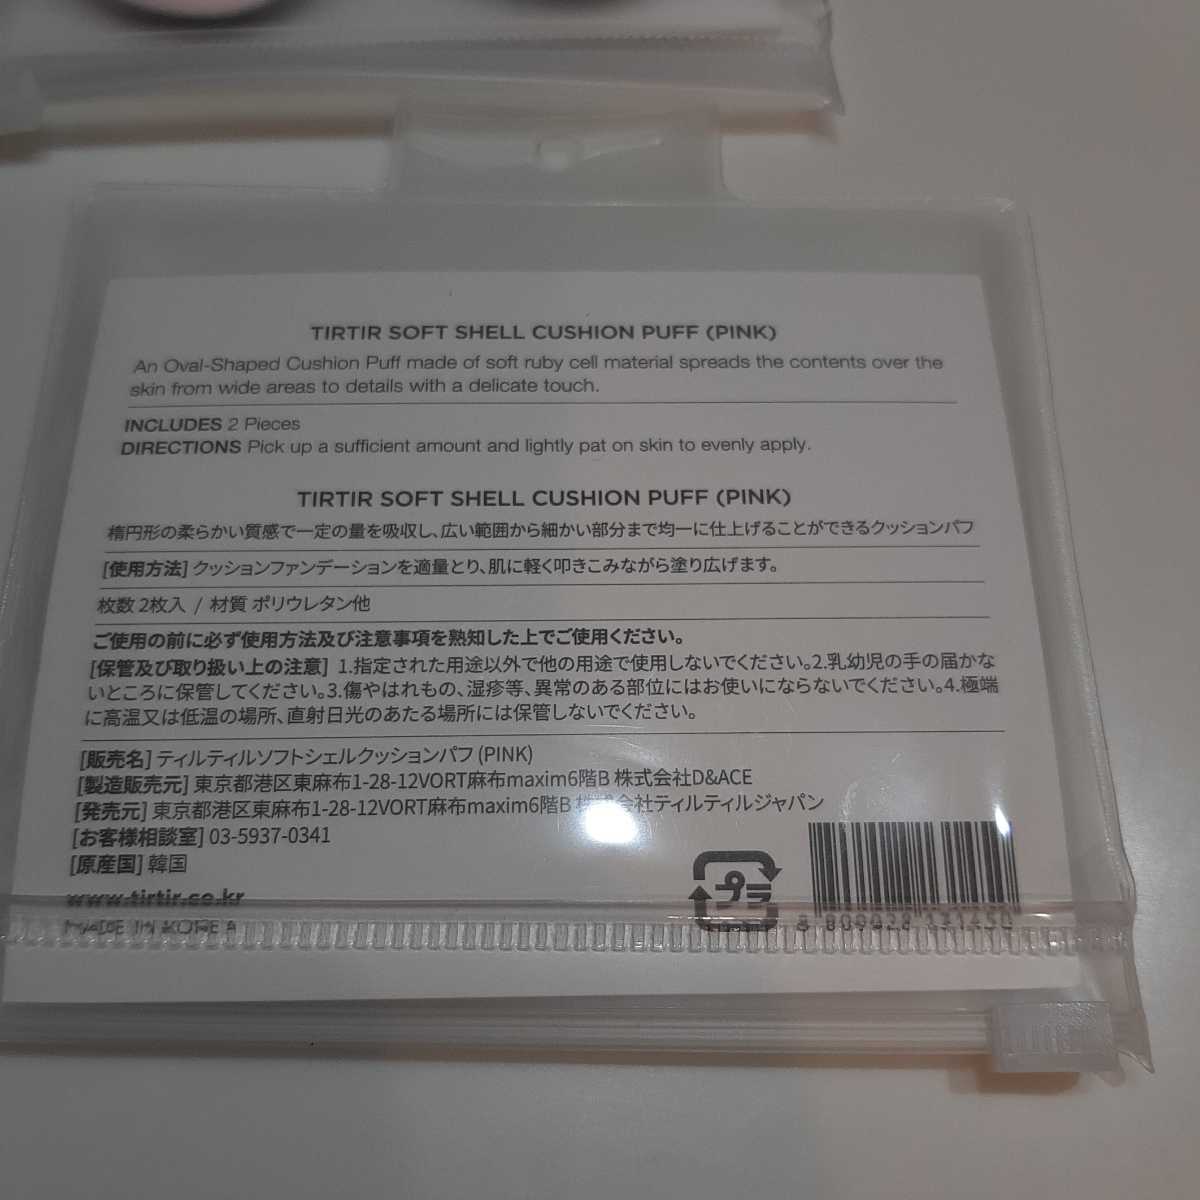 TIRTIR SOFT SHELL CUSHION PUFF (PINK)
An Oval-Shaped Cushion Puff made of soft ruby cell material spreads the contents over the
skin from wide areas to details with a delicate touch.
INCLUDES 2 Pieces
DIRECTIONS Pick up a sufficient amount and lightly pat on skin to evenly apply.
TIRTIR SOFT SHELL CUSHION PUFF (PINK)
楕円形の柔らかい質感で一定の量を吸収し、広い範囲から細かい部分まで均一に仕上げることができるクッションパフ
[使用方法] クッションファンデーションを適量とり、肌に軽く叩きこみながら塗り広げます。
枚数 2枚入 / 材質 ポリウレタン他
ご使用の前に必ず使用方法及び注意事項を熟知した上でご使用ください。
[保管及び取り扱い上の注意] 1.指定された用途以外で他の用途で使用しないでください。2.乳幼児の手の届かな
いところに保管してください。3.傷やはれもの、湿疹等、異常のある部位にはお使いにならないでください。4.極端
に高温又は低温の場所、直射日光のあたる場所には保管しないでください。
[販売名] ティルティルソフトシェルクッションパフ (PINK)
[製造販売元] 東京都港区東麻布1-28-12VORT麻布maxim6階B 株式会社D&ACE
[発売元] 東京都港区東麻布1-28-12VORT麻布maxim6階B 株式会社ティルティルジャパン
[お客様相談室] 03-5937-0341
[原産国] 韓国
www.tirtir.co.kr
MADE IN KOREA
プラ